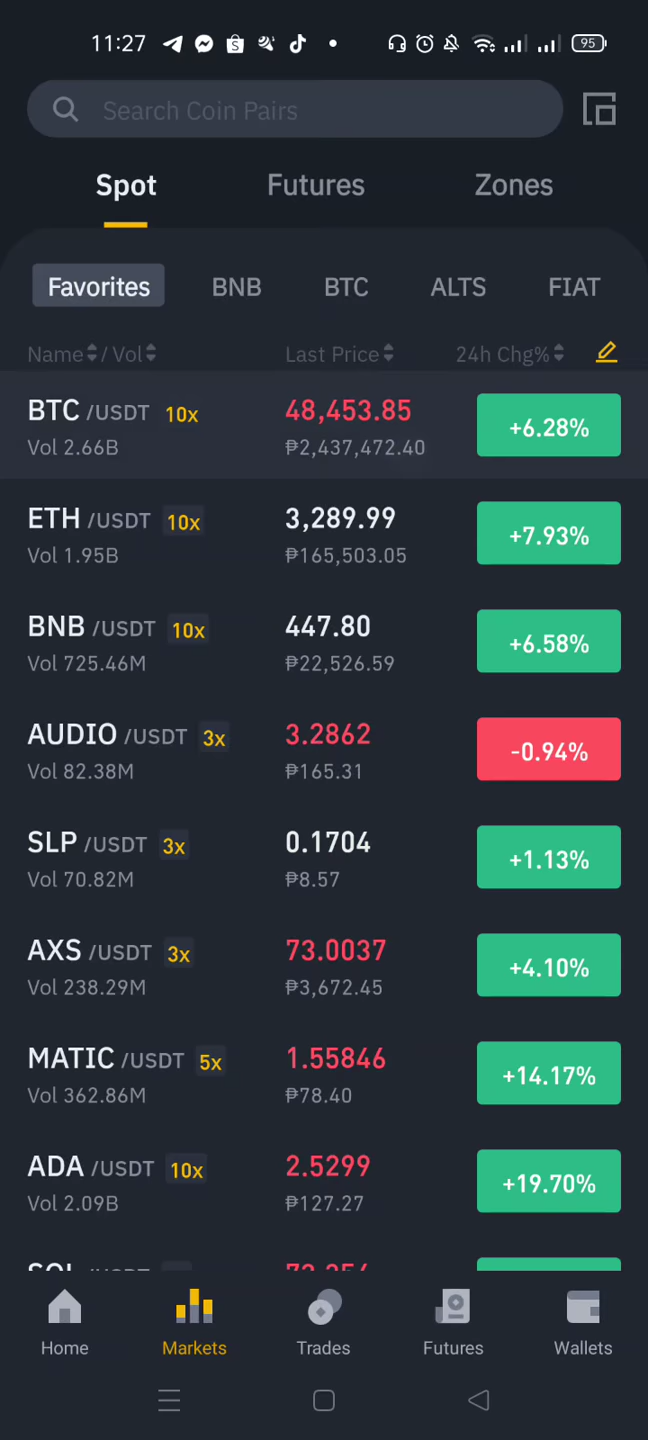 11:27
95
Search Coin Pairs
Spot Futures Zones
Favorites BNB BTC ALTS FIAT
Name / Vol Last Price 24h Chg%
BTC /USDT 10x 48,453.85 +6.28%
Vol 2.66B ₱2,437,472.40
ETH /USDT 10x 3,289.99 +7.93%
Vol 1.95B ₱165,503.05
BNB /USDT 10x 447.80 +6.58%
Vol 725.46M ₱22,526.59
AUDIO /USDT 3x 3.2862 -0.94%
Vol 82.38M ₱165.31
SLP /USDT 3x 0.1704 +1.13%
Vol 70.82M ₱8.57
AXS /USDT 3x 73.0037 +4.10%
Vol 238.29M ₱3,672.45
MATIC /USDT 5x 1.55846 +14.17%
Vol 362.86M ₱78.40
ADA /USDT 10x 2.5299 +19.70%
Vol 2.09B ₱127.27
Home Markets Trades Futures Wallets